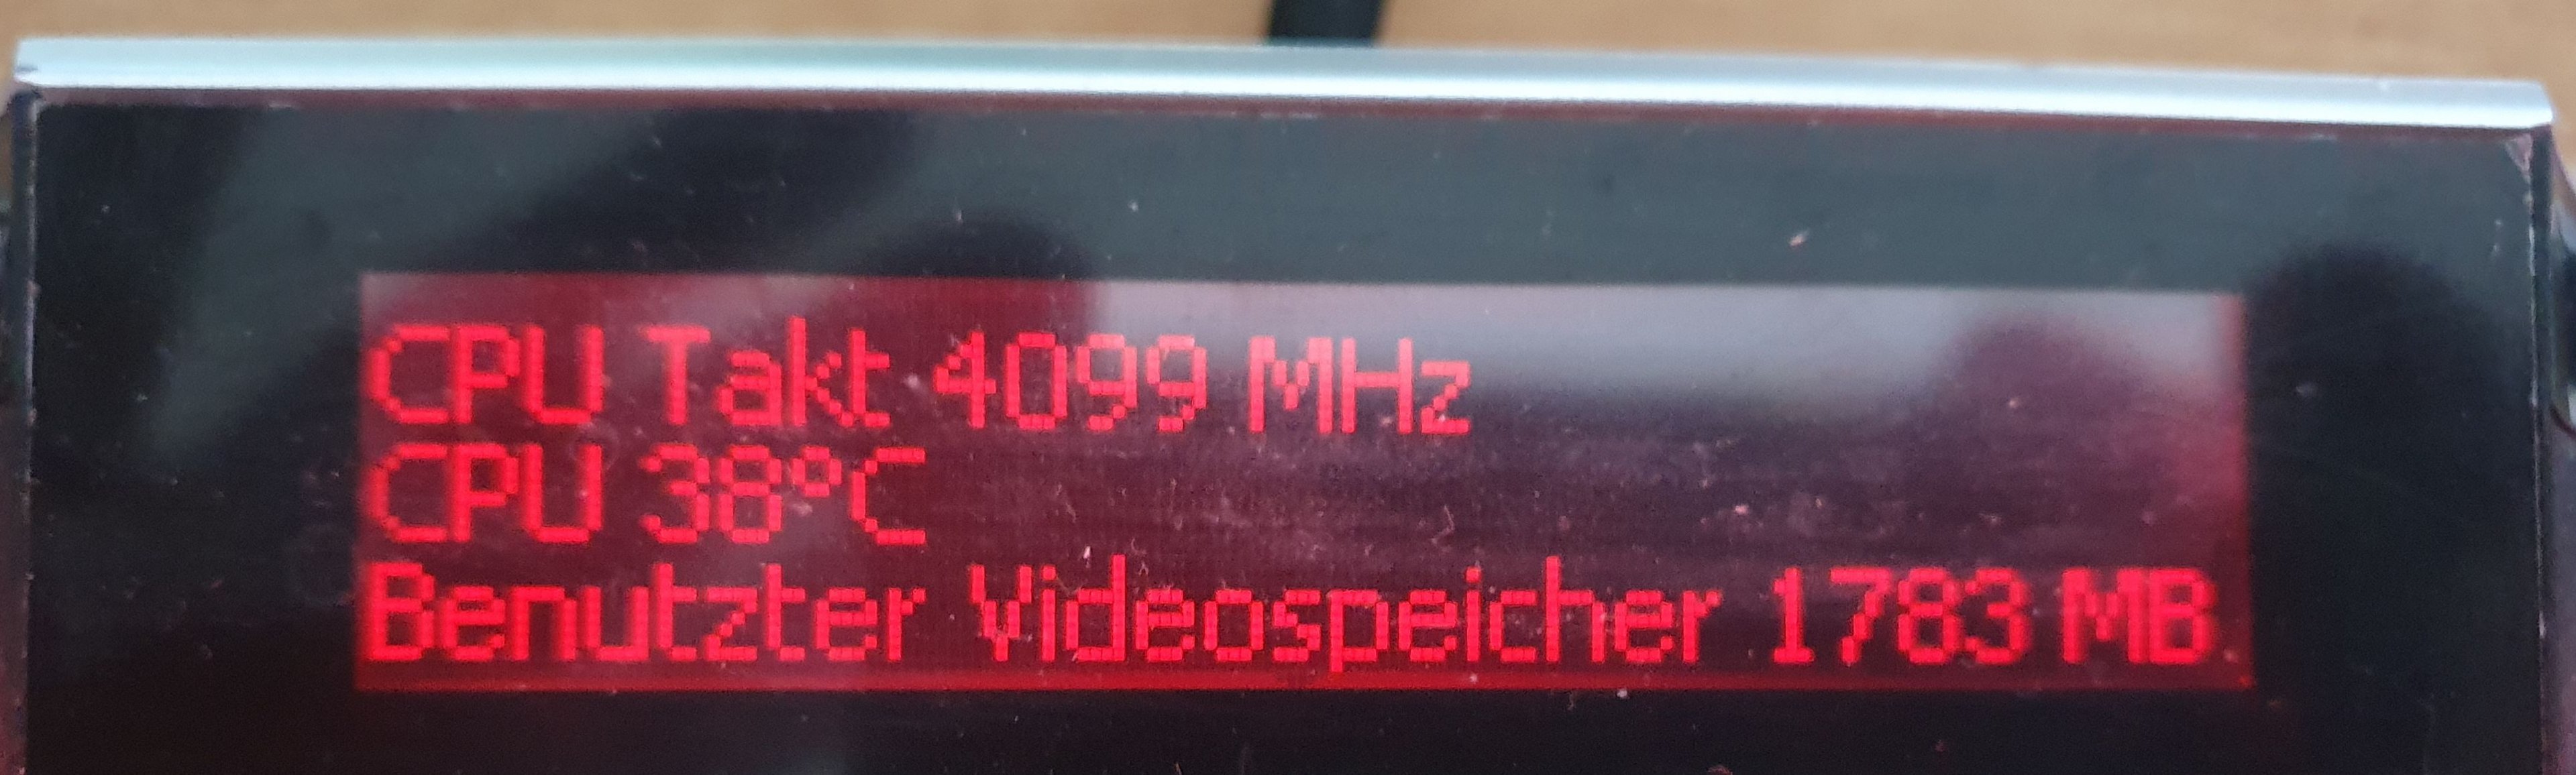 CPU Takt 4099 MHz
CPU 38°C
Benutzter Videospeicher 1783 MB